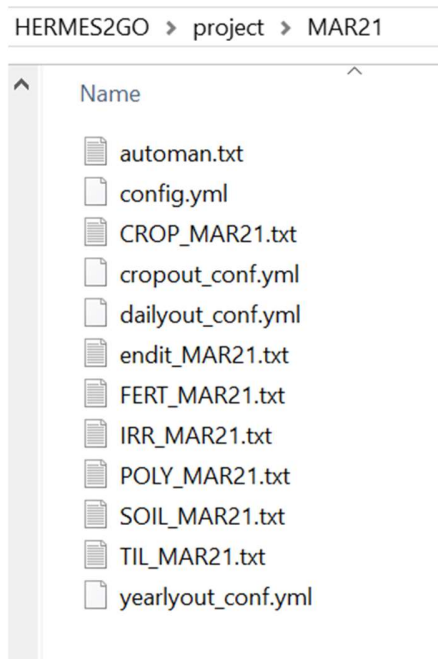 HERMES2GO > project > MAR21
Name
automan.txt
config.yml
CROP_MAR21.txt
cropout_conf.yml
dailyout_conf.yml
endit_MAR21.txt
FERT_MAR21.txt
IRR_MAR21.txt
POLY_MAR21.txt
SOIL_MAR21.txt
TIL_MAR21.txt
yearlyout_conf.yml